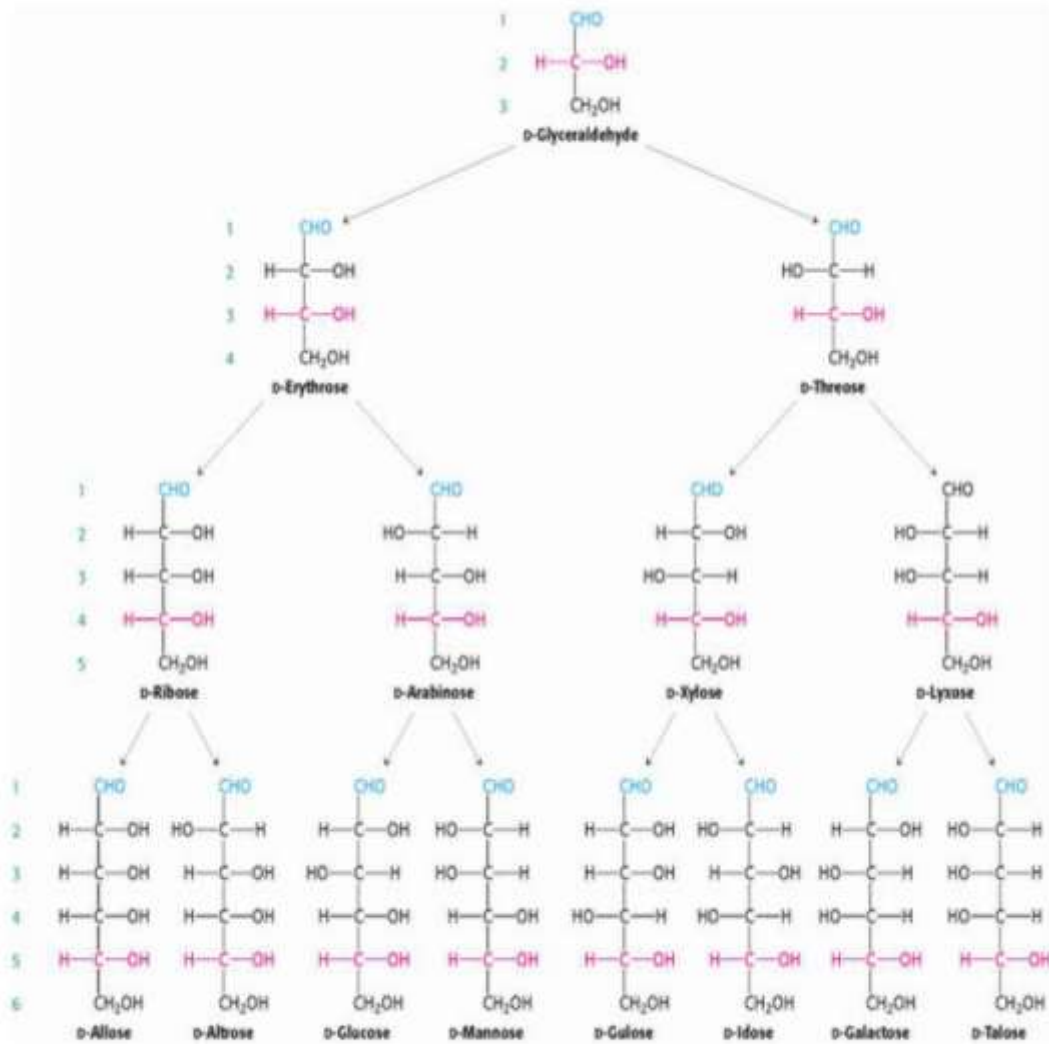 1 CHO
2 H—C—OH
3 CH₂OH
D-Glyceraldehyde
1 CHO CHO
2 H—C—OH HO—C—H
3 H—C—OH H—C—OH
4 CH₂OH CH₂OH
D-Erythrose D-Threose
1 CHO CHO CHO CHO
2 H—C—OH HO—C—H H—C—OH HO—C—H
3 H—C—OH H—C—OH HO—C—H HO—C—H
4 H—C—OH H—C—OH H—C—OH H—C—OH
5 CH₂OH CH₂OH CH₂OH CH₂OH
D-Ribose D-Arabinose D-Xylose D-Lyxose
1 CHO CHO CHO CHO CHO CHO CHO CHO
2 H—C—OH HO—C—H H—C—OH HO—C—H H—C—OH HO—C—H H—C—OH HO—C—H
3 H—C—OH H—C—OH HO—C—H HO—C—H H—C—OH H—C—OH HO—C—H HO—C—H
4 H—C—OH H—C—OH H—C—OH H—C—OH HO—C—H HO—C—H HO—C—H HO—C—H
5 H—C—OH H—C—OH H—C—OH H—C—OH H—C—OH H—C—OH H—C—OH H—C—OH
6 CH₂OH CH₂OH CH₂OH CH₂OH CH₂OH CH₂OH CH₂OH CH₂OH
D-Allose D-Altrose D-Glucose D-Mannose D-Gulose D-Idose D-Galactose D-Talose